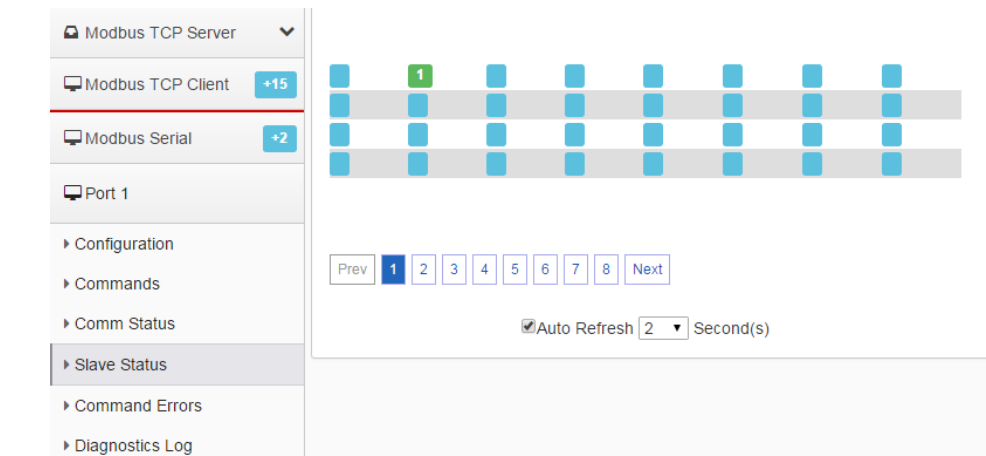 Modbus TCP Server
Modbus TCP Client +15
1
Modbus Serial +2
Port 1
Configuration
Prev 1 2 3 4 5 6 7 8 Next
Commands
Comm Status
Auto Refresh 2 Second(s)
Slave Status
Command Errors
Diagnostics Log